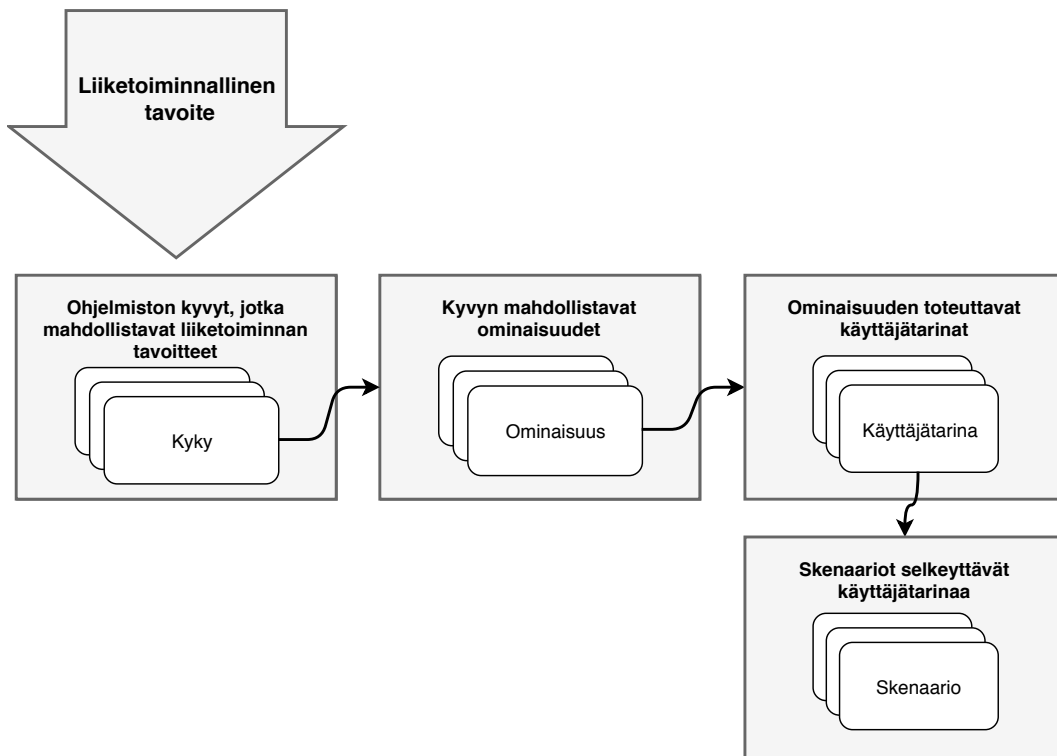 Liiketoiminnallinen
tavoite
Ohjelmiston kyvyt, jotka
mahdollistavat liiketoiminnan
tavoitteet
Kyky
Kyvyn mahdollistavat
ominaisuudet
Ominaisuus
Ominaisuuden toteuttavat
käyttäjätarinat
Käyttäjätarina
Skenaariot selkeyttävät
käyttäjätarinaa
Skenaario